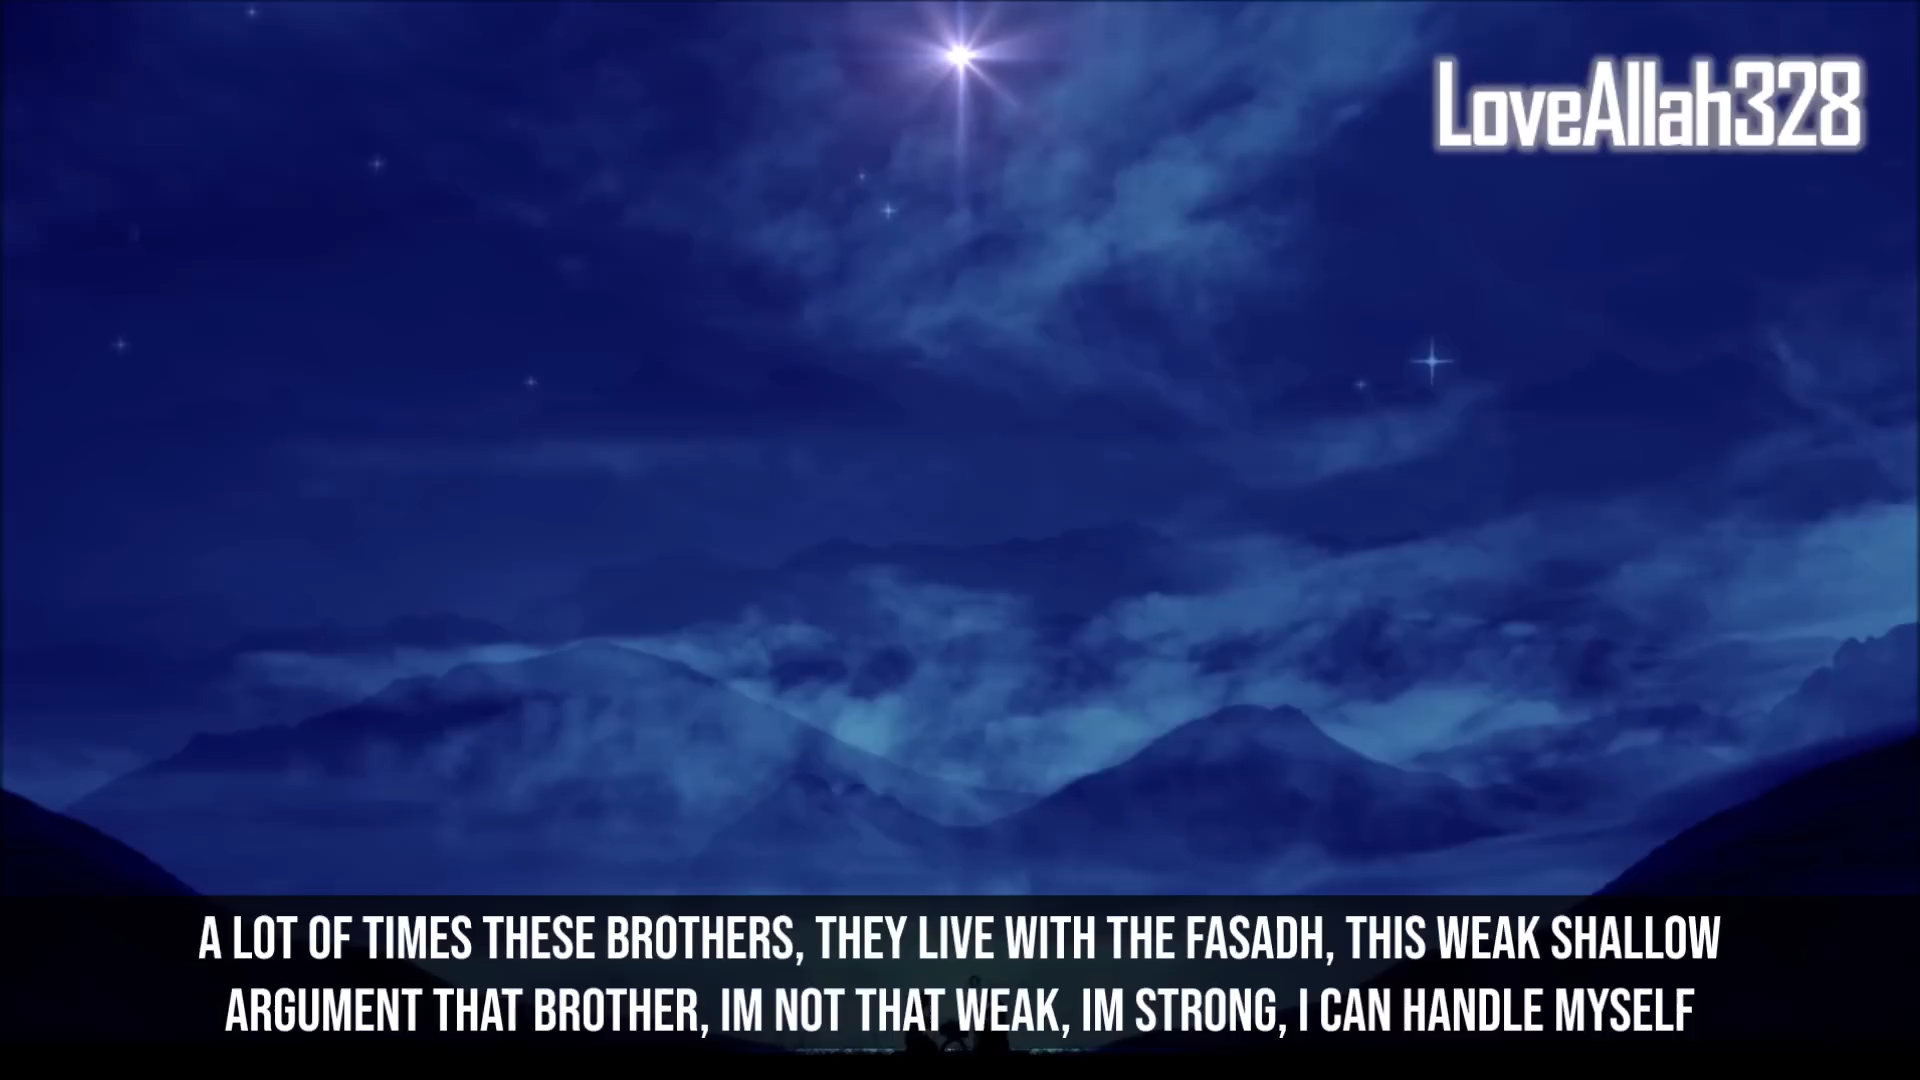 LoveAllah328
A LOT OF TIMES THESE BROTHERS, THEY LIVE WITH THE FASADH, THIS WEAK SHALLOW
ARGUMENT THAT BROTHER, IM NOT THAT WEAK, IM STRONG, I CAN HANDLE MYSELF